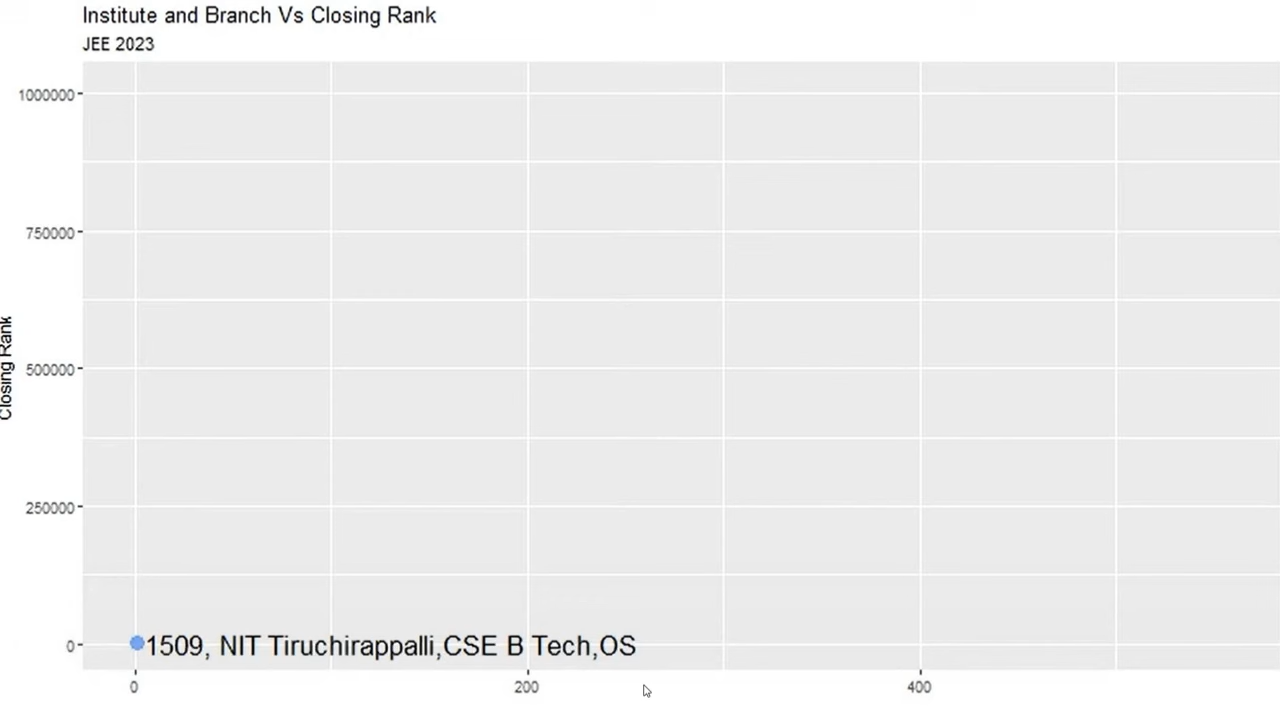 Institute and Branch Vs Closing Rank
JEE 2023
1000000
750000
Closing Rank
500000
250000
0
1509, NIT Tiruchirappalli,CSE B Tech,OS
0 200 400